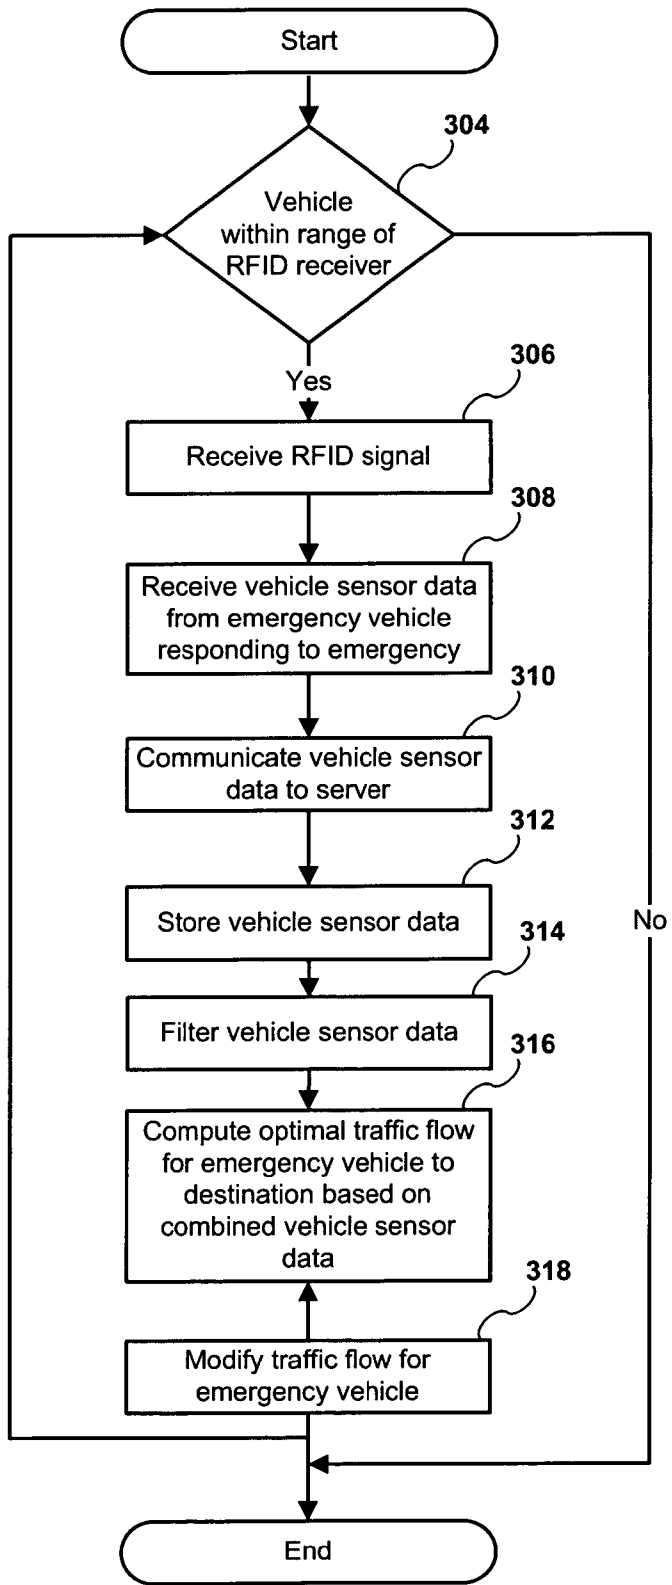 Start
304
Vehicle
within range of
RFID receiver
Yes
306
Receive RFID signal
308
Receive vehicle sensor data
from emergency vehicle
responding to emergency
310
Communicate vehicle sensor
data to server
312
Store vehicle sensor data
No
314
Filter vehicle sensor data
316
Compute optimal traffic flow
for emergency vehicle to
destination based on
combined vehicle sensor
data
318
Modify traffic flow for
emergency vehicle
End